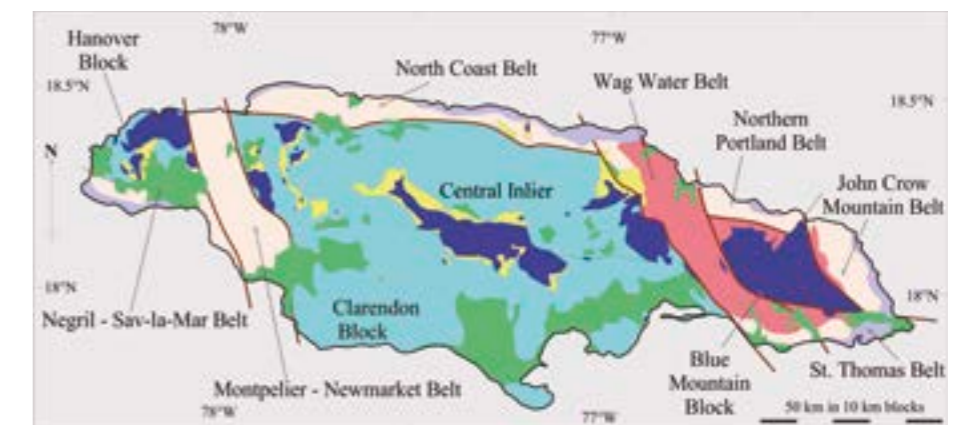 78°W
77°W
Hanover
Block
North Coast Belt
Wag Water Belt
18.5°N
18.5°N
Northern
Portland Belt
N
John Crow
Mountain Belt
Central Inlier
18°N
18°N
Clarendon
Block
Negril - Sav-la-Mar Belt
Blue
Mountain
Block
St. Thomas Belt
Montpelier - Newmarket Belt
78°W
77°W
50 km in 10 km blocks